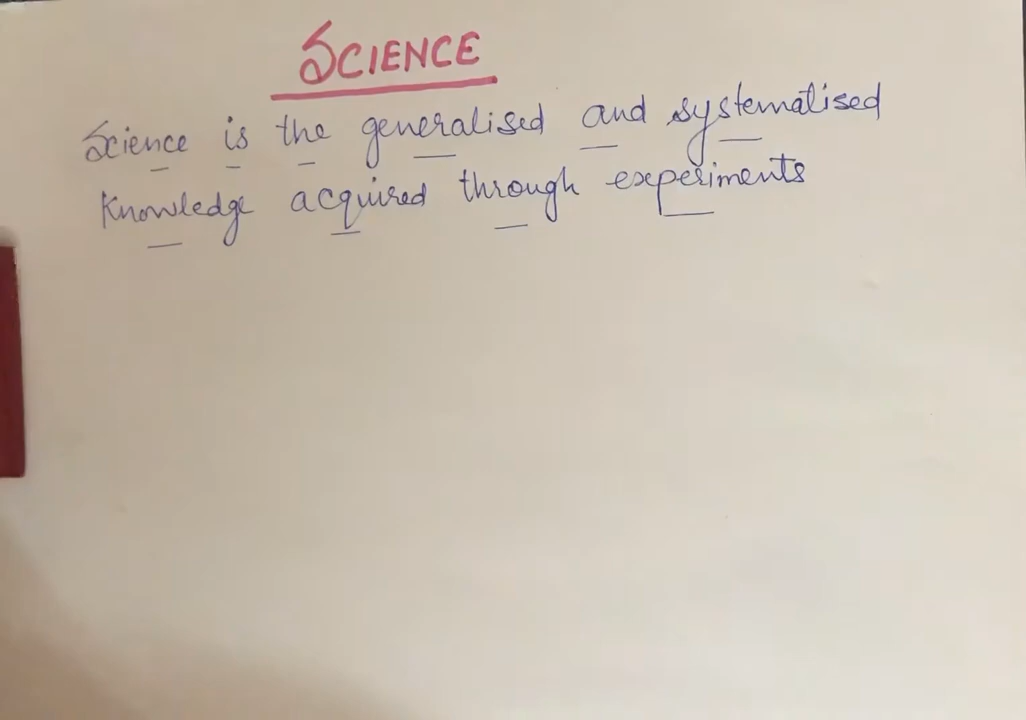 SCIENCE
Science is the generalised and systematised
Knowledge acquired through experiments